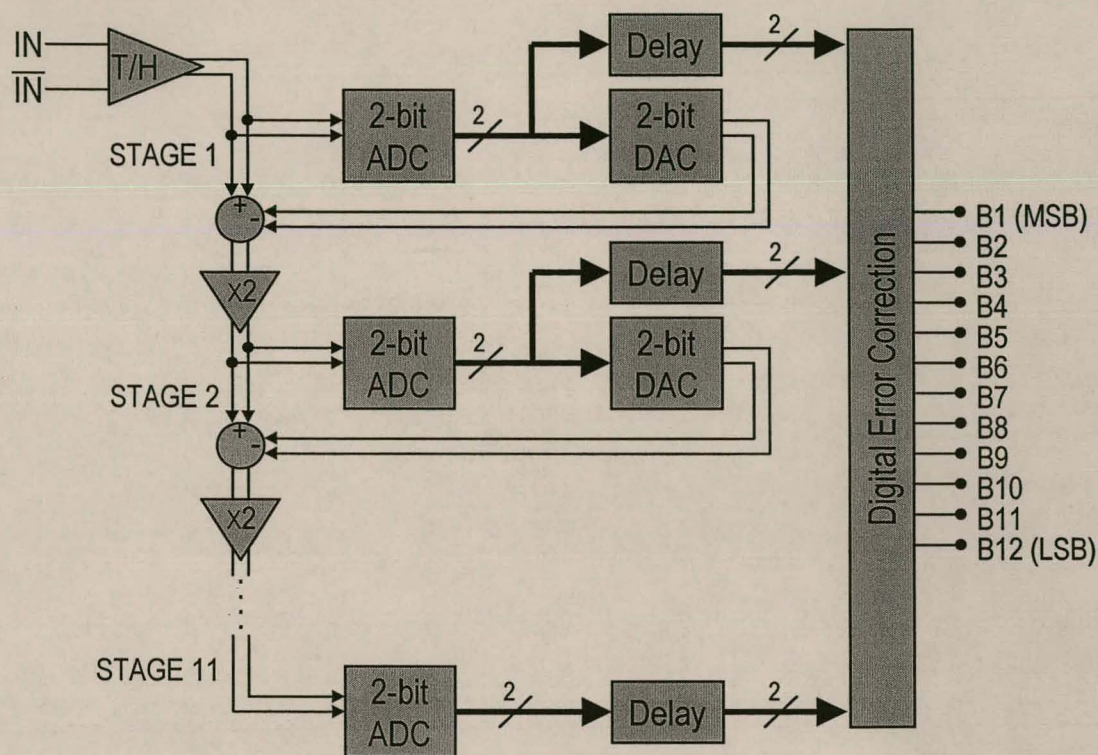 IN
IN
T/H
STAGE 1
2-bit
ADC
2
Delay
2
2-bit
DAC
+
-
x2
STAGE 2
2-bit
ADC
2
Delay
2
2-bit
DAC
+
-
x2
STAGE 11
2-bit
ADC
2
Delay
2
Digital Error Correction
B1 (MSB)
B2
B3
B4
B5
B6
B7
B8
B9
B10
B11
B12 (LSB)